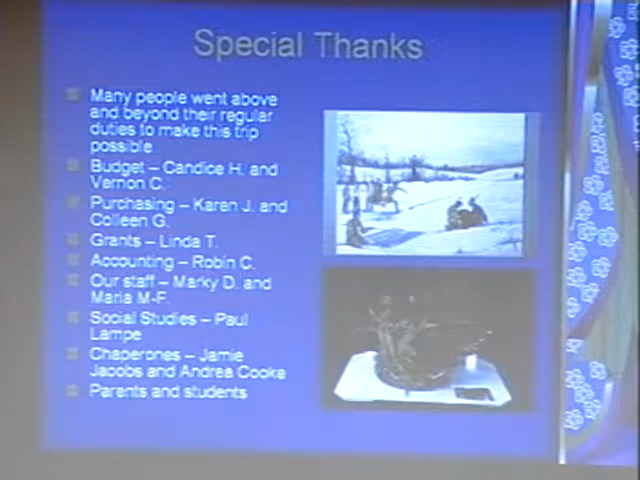 Special Thanks
Many people went above
and beyond their regular
duties to make this trip
possible
Budget – Candice H. and
Vernon C.
Purchasing – Karen J. and
Colleen G.
Grants – Linda T.
Accounting – Robin C.
Our staff – Marky D. and
Maria M-F.
Social Studies – Paul
Lampe
Chaperones – Jamie
Jacobs and Andrea Cooke
Parents and students